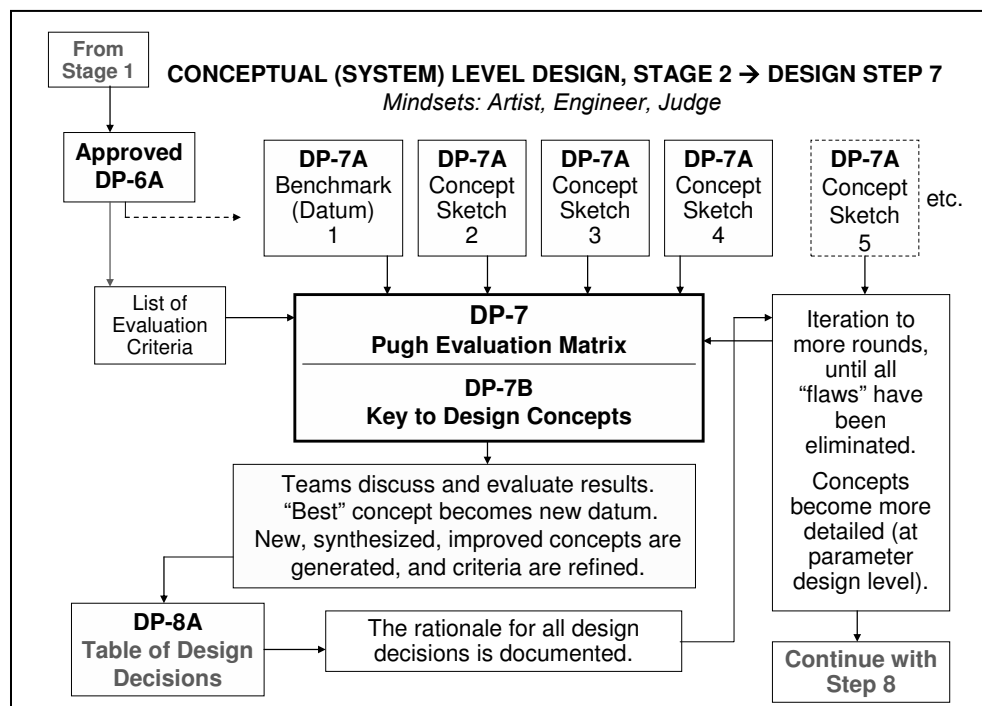 From
Stage 1
CONCEPTUAL (SYSTEM) LEVEL DESIGN, STAGE 2 → DESIGN STEP 7
Mindsets: Artist, Engineer, Judge
Approved
DP-6A
DP-7A
Benchmark
(Datum)
1
DP-7A
Concept
Sketch
2
DP-7A
Concept
Sketch
3
DP-7A
Concept
Sketch
4
DP-7A
Concept
Sketch
5
etc.
List of
Evaluation
Criteria
DP-7
Pugh Evaluation Matrix
DP-7B
Key to Design Concepts
Iteration to
more rounds,
until all
“flaws” have
been
eliminated.
Concepts
become more
detailed (at
parameter
design level).
Teams discuss and evaluate results.
“Best” concept becomes new datum.
New, synthesized, improved concepts are
generated, and criteria are refined.
DP-8A
Table of Design
Decisions
The rationale for all design
decisions is documented.
Continue with
Step 8